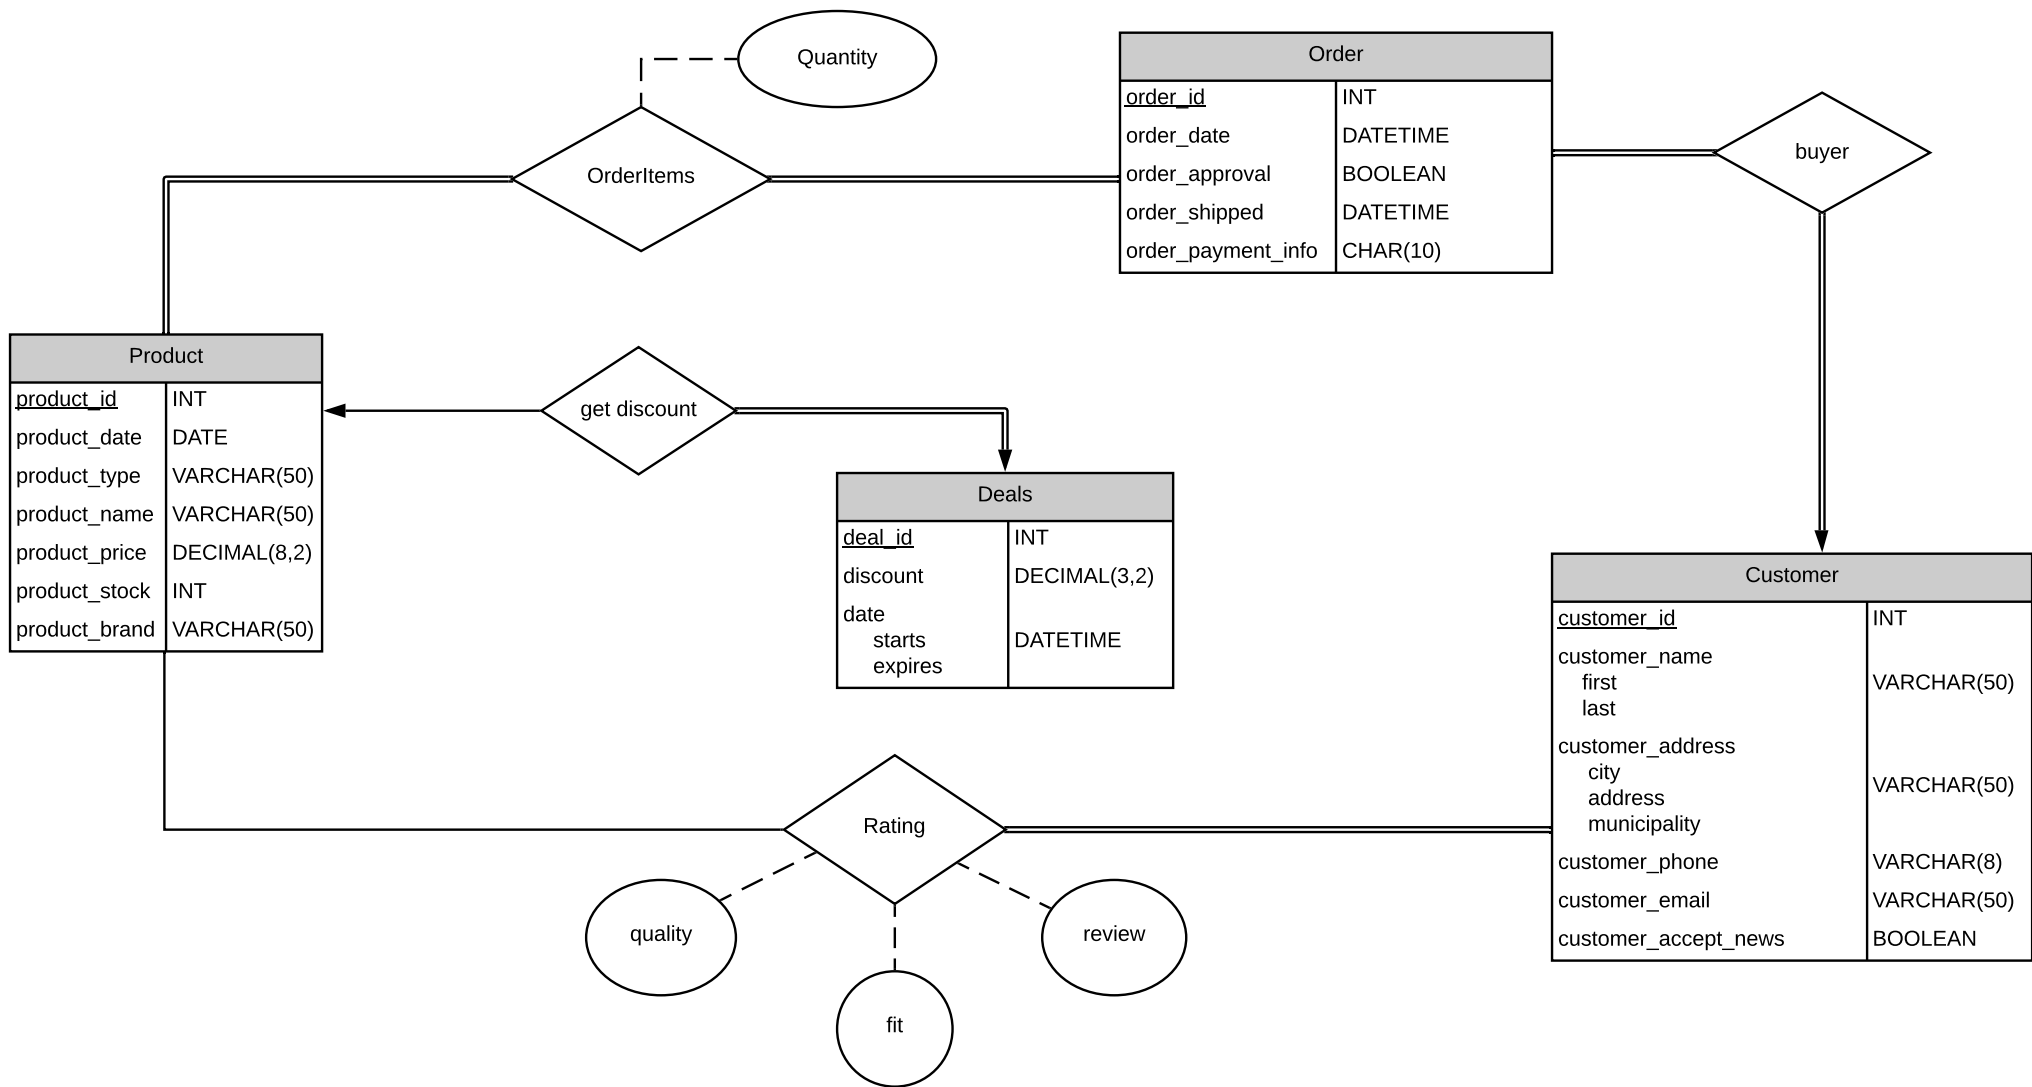 Quantity
OrderItems
Order
order_id INT
order_date DATETIME
order_approval BOOLEAN
order_shipped DATETIME
order_payment_info CHAR(10)
buyer
Product
product_id INT
product_date DATE
product_type VARCHAR(50)
product_name VARCHAR(50)
product_price DECIMAL(8,2)
product_stock INT
product_brand VARCHAR(50)
get discount
Deals
deal_id INT
discount DECIMAL(3,2)
date
starts DATETIME
expires
Customer
customer_id INT
customer_name
first VARCHAR(50)
last
customer_address
city
address VARCHAR(50)
municipality
customer_phone VARCHAR(8)
customer_email VARCHAR(50)
customer_accept_news BOOLEAN
Rating
quality
fit
review